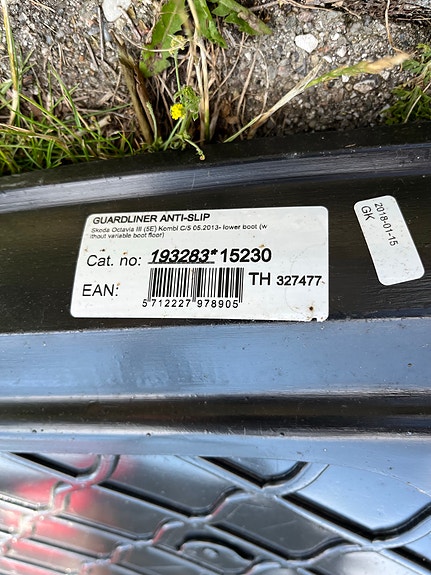 GUARDLINER ANTI-SLIP
Skoda Octavia III (5E) Kombi C/5 05.2013- lower boot (w
ithout variable boot floor)
Cat. no: 193283*15230
EAN:
TH 327477
5 712227 978905
2018-01-15
GK